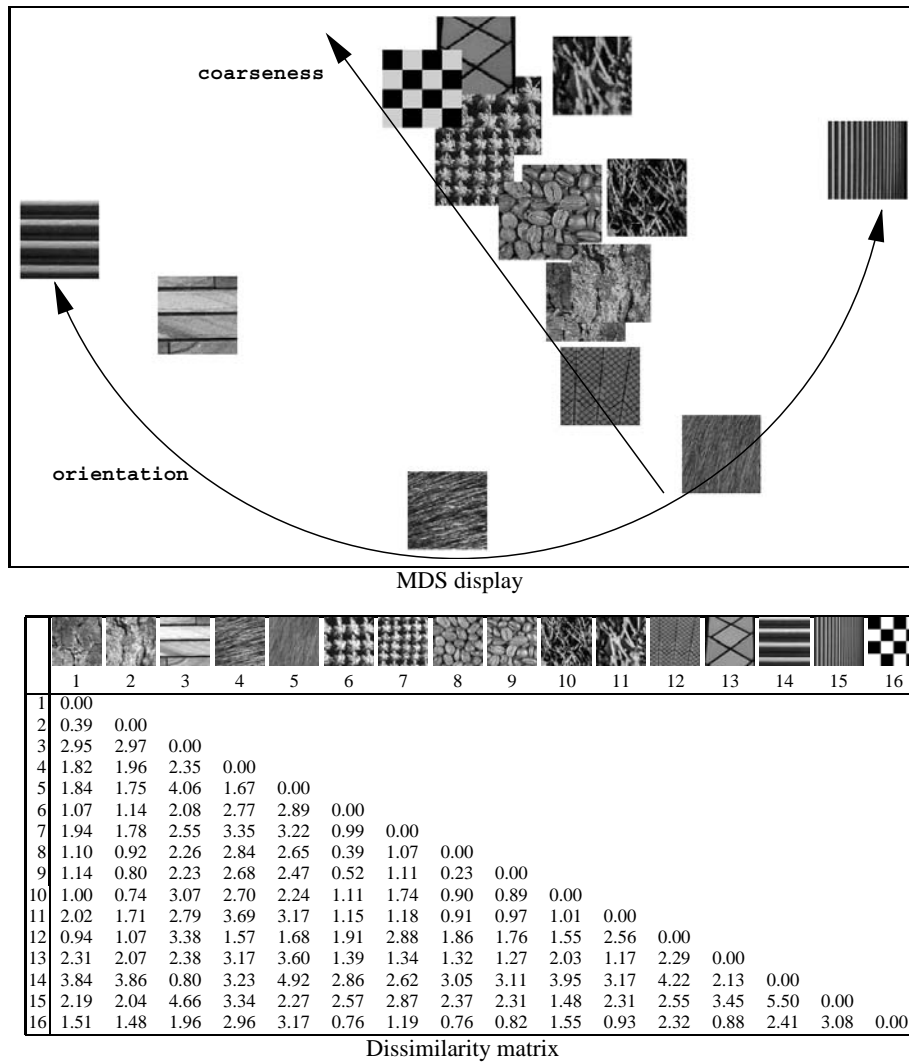 coarseness
orientation
MDS display
1 2 3 4 5 6 7 8 9 10 11 12 13 14 15 16
1 0.00
2 0.39 0.00
3 2.95 2.97 0.00
4 1.82 1.96 2.35 0.00
5 1.84 1.75 4.06 1.67 0.00
6 1.07 1.14 2.08 2.77 2.89 0.00
7 1.94 1.78 2.55 3.35 3.22 0.99 0.00
8 1.10 0.92 2.26 2.84 2.65 0.39 1.07 0.00
9 1.14 0.80 2.23 2.68 2.47 0.52 1.11 0.23 0.00
10 1.00 0.74 3.07 2.70 2.24 1.11 1.74 0.90 0.89 0.00
11 2.02 1.71 2.79 3.69 3.17 1.15 1.18 0.91 0.97 1.01 0.00
12 0.94 1.07 3.38 1.57 1.68 1.91 2.88 1.86 1.76 1.55 2.56 0.00
13 2.31 2.07 2.38 3.17 3.60 1.39 1.34 1.32 1.27 2.03 1.17 2.29 0.00
14 3.84 3.86 0.80 3.23 4.92 2.86 2.62 3.05 3.11 3.95 3.17 4.22 2.13 0.00
15 2.19 2.04 4.66 3.34 2.27 2.57 2.87 2.37 2.31 1.48 2.31 2.55 3.45 5.50 0.00
16 1.51 1.48 1.96 2.96 3.17 0.76 1.19 0.76 0.82 1.55 0.93 2.32 0.88 2.41 3.08 0.00
Dissimilarity matrix